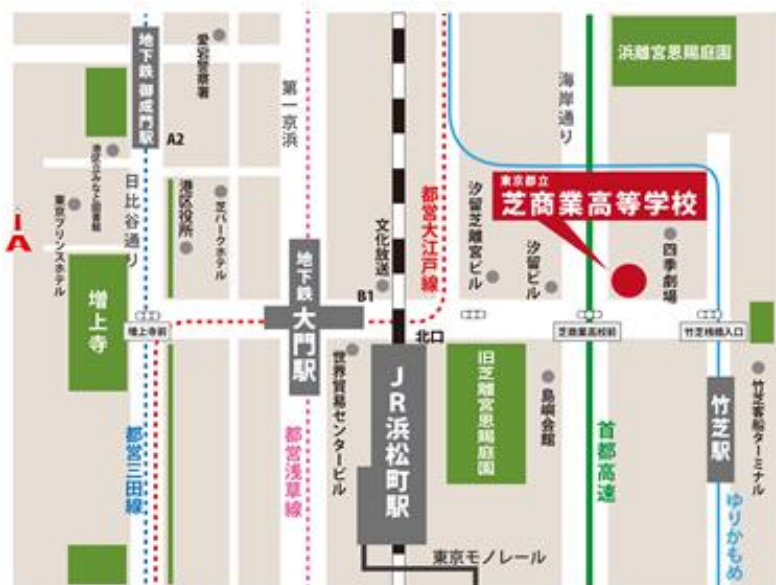 地下鉄 御成門駅
愛宕警察署
A2
第一京浜
海岸通り
浜離宮恩賜庭園
港区立みなと図書館
日比谷通り
東京プリンスホテル
港区役所
芝パークホテル
文化放送
都営大江戸線
汐留芝離宮ビル
汐留ビル
東京都立
芝商業高等学校
四季劇場
増上寺
地下鉄 大門駅
B1
北口
増上寺前
芝商業高校前
竹芝桟橋入口
世界貿易センタービル
JR浜松町駅
旧芝離宮恩賜庭園
島嶼会館
首都高速
竹芝駅
竹芝客船ターミナル
都営三田線
都営浅草線
東京モノレール
ゆりかもめ